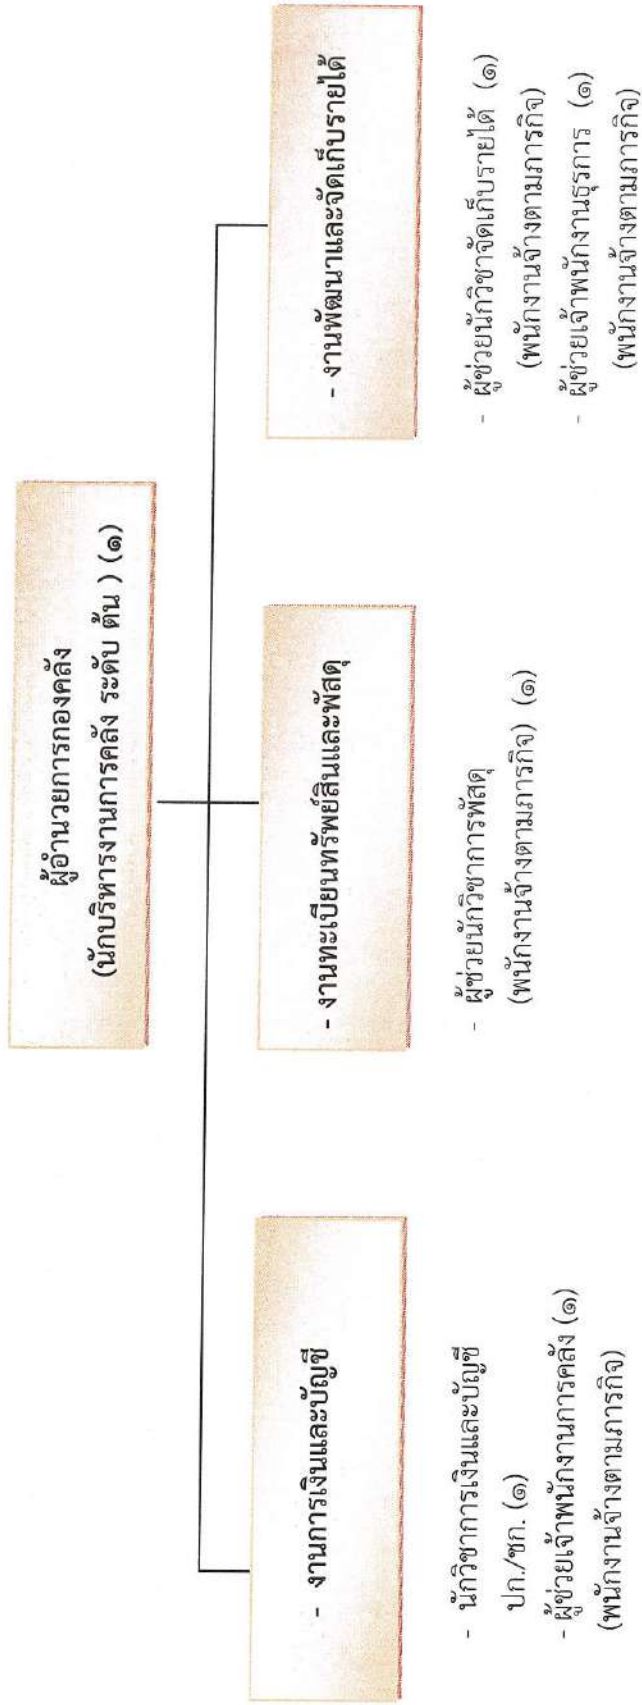 ผู้อำนวยการกองคลัง
(นักบริหารงานการคลัง ระดับ ต้น ) (๑)
- งานการเงินและบัญชี
- นักวิชาการเงินและบัญชี
ปก./ชก. (๑)
- ผู้ช่วยเจ้าพนักงานการคลัง (๑)
(พนักงานจ้างตามภารกิจ)
- งานทะเบียนทรัพย์สินและพัสดุ
- ผู้ช่วยนักวิชาการพัสดุ
(พนักงานจ้างตามภารกิจ) (๑)
- งานพัฒนาและจัดเก็บรายได้
- ผู้ช่วยนักวิชาจัดเก็บรายได้ (๑)
(พนักงานจ้างตามภารกิจ)
- ผู้ช่วยเจ้าพนักงานธุรการ (๑)
(พนักงานจ้างตามภารกิจ)